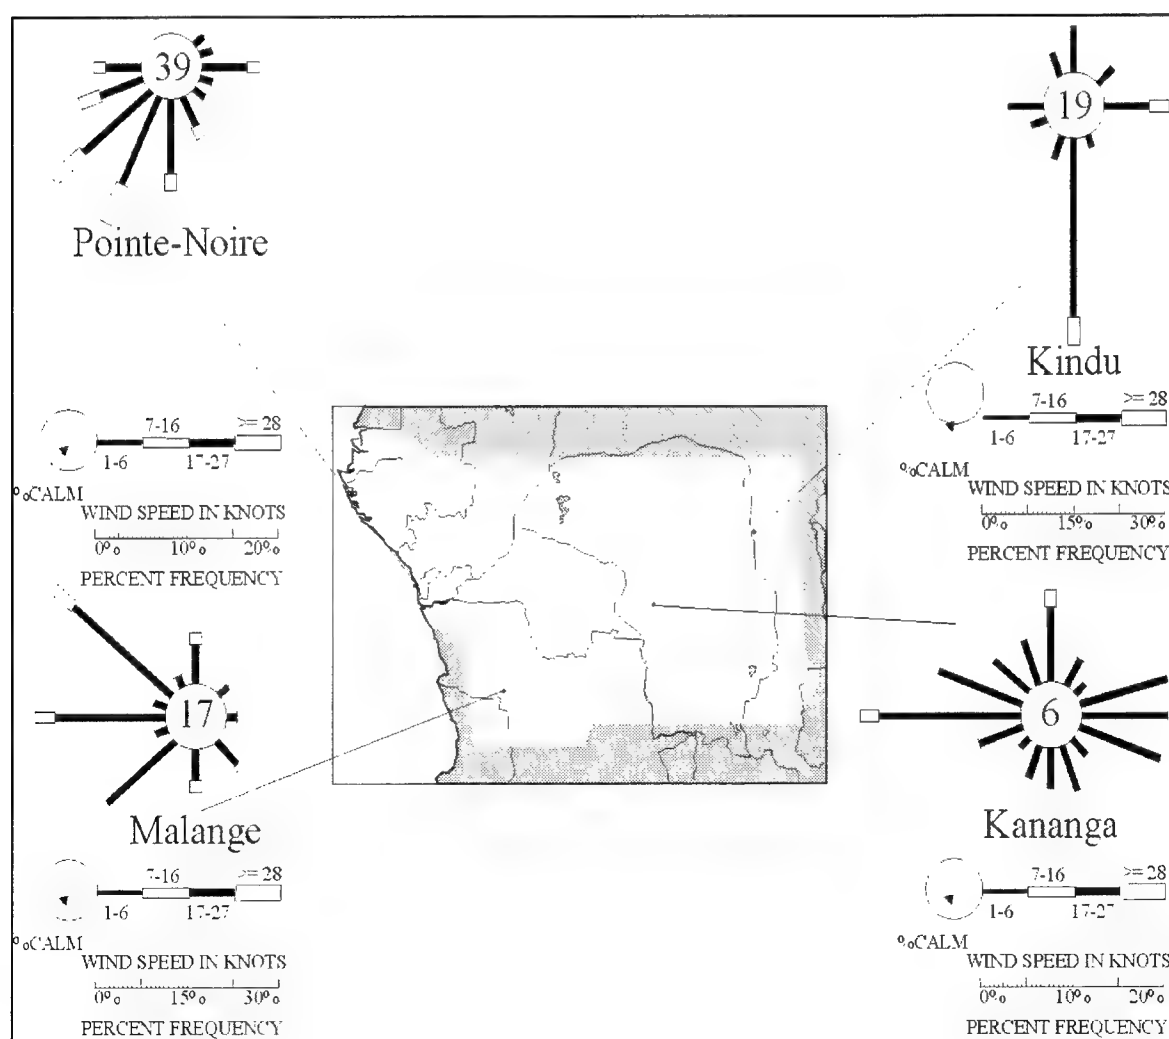 39
Pointe-Noire
7-16 >= 28
1-6 17-27
%CALM
WIND SPEED IN KNOTS
0% 10% 20%
PERCENT FREQUENCY
19
Kindu
7-16 >= 28
1-6 17-27
%CALM
WIND SPEED IN KNOTS
0% 15% 30%
PERCENT FREQUENCY
17
Malange
7-16 >= 28
1-6 17-27
%CALM
WIND SPEED IN KNOTS
0% 15% 30%
PERCENT FREQUENCY
6
Kananga
7-16 >= 28
1-6 17-27
%CALM
WIND SPEED IN KNOTS
0% 10% 20%
PERCENT FREQUENCY